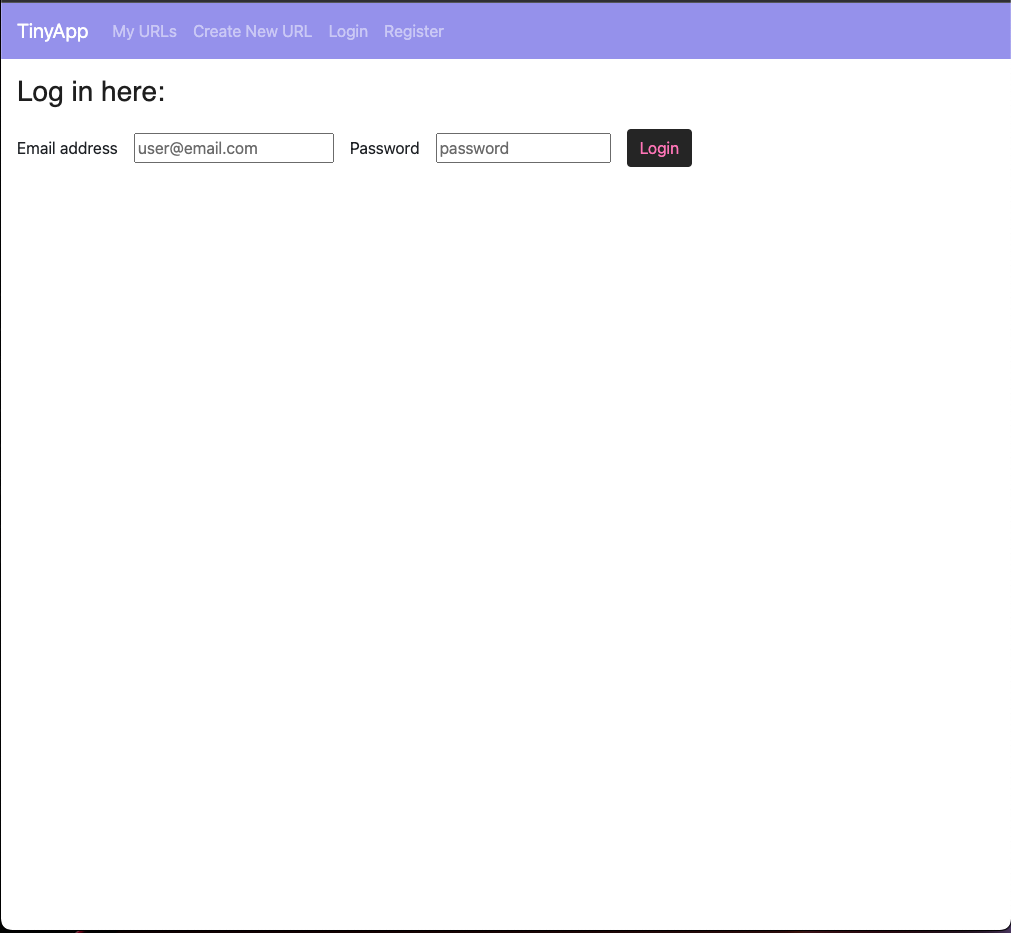 TinyApp My URLs Create New URL Login Register
Log in here:
Email address user@email.com Password password Login